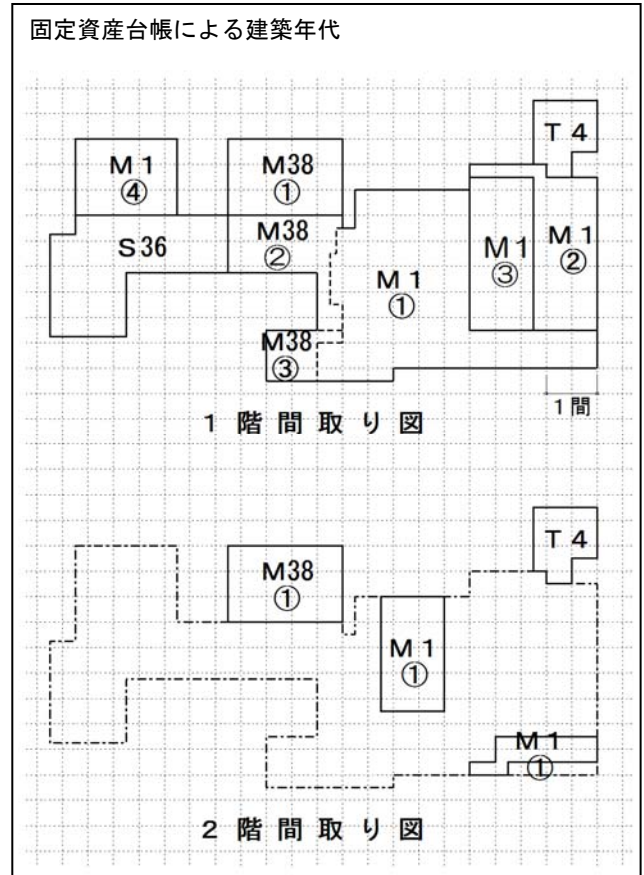 固定資産台帳による建築年代
T 4
M 1
④
M38
①
S36
M38
②
M 1
①
M 1
③
M 1
②
M38
③
1間
1 階 間 取 り 図
T 4
M38
①
M 1
①
M 1
①
2 階 間 取 り 図